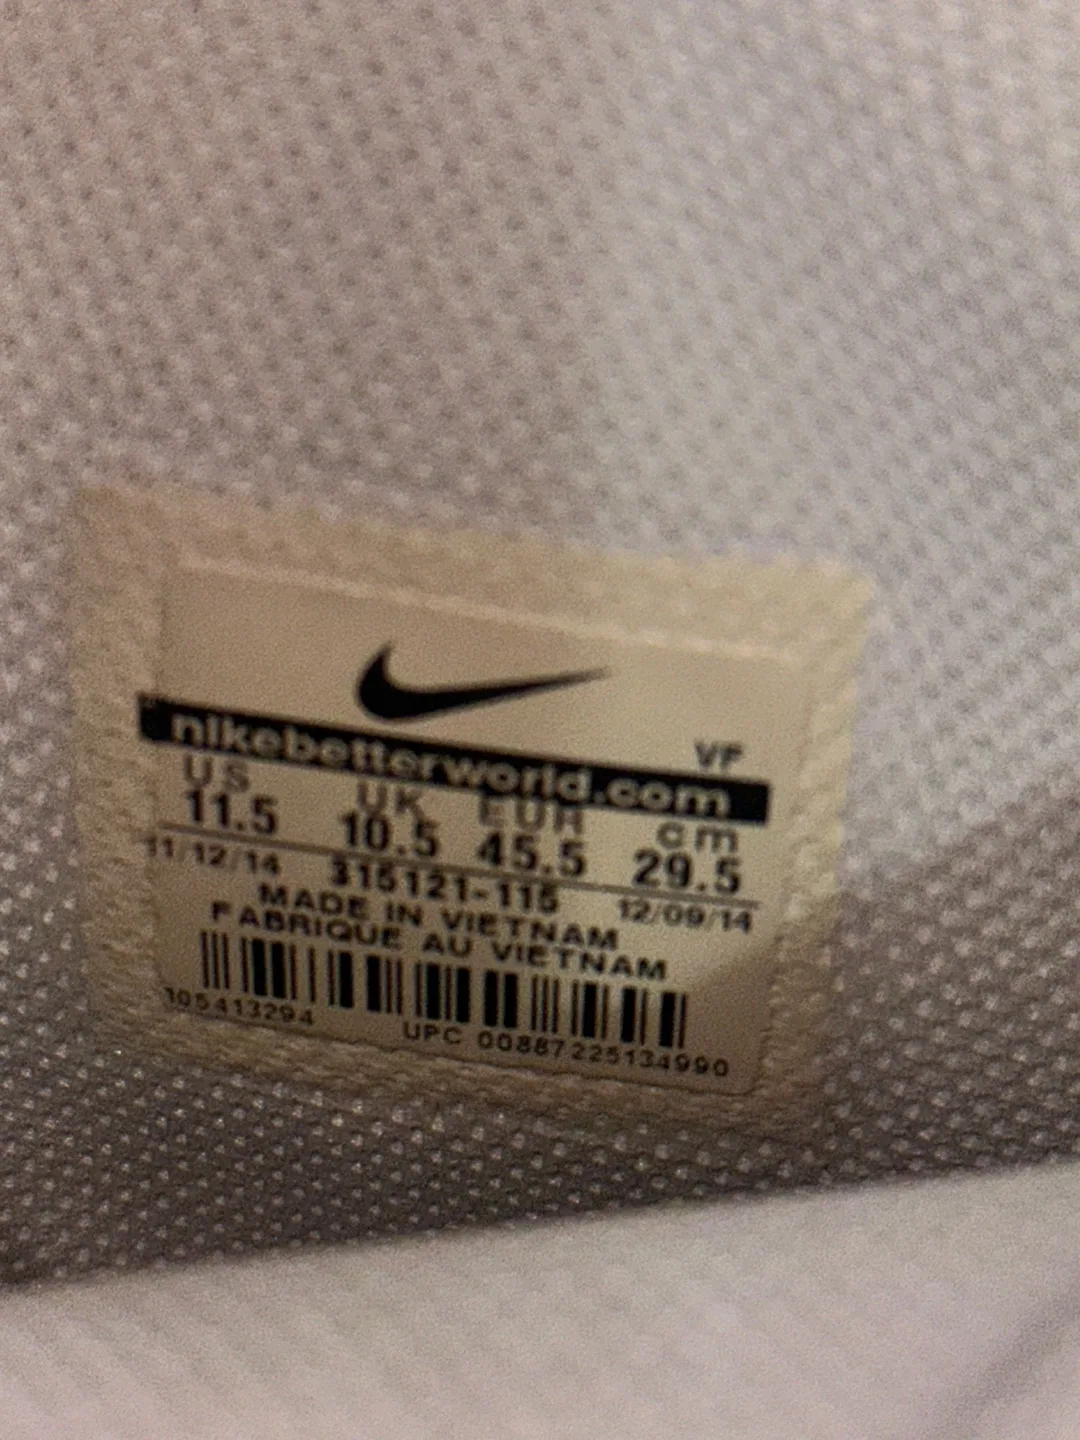 VF
nikebetterworld.com
US UK EUR cm
11.5 10.5 45.5 29.5
11/12/14 315121-115 12/09/14
MADE IN VIETNAM
FABRIQUE AU VIETNAM
105413294 UPC 00887225134990